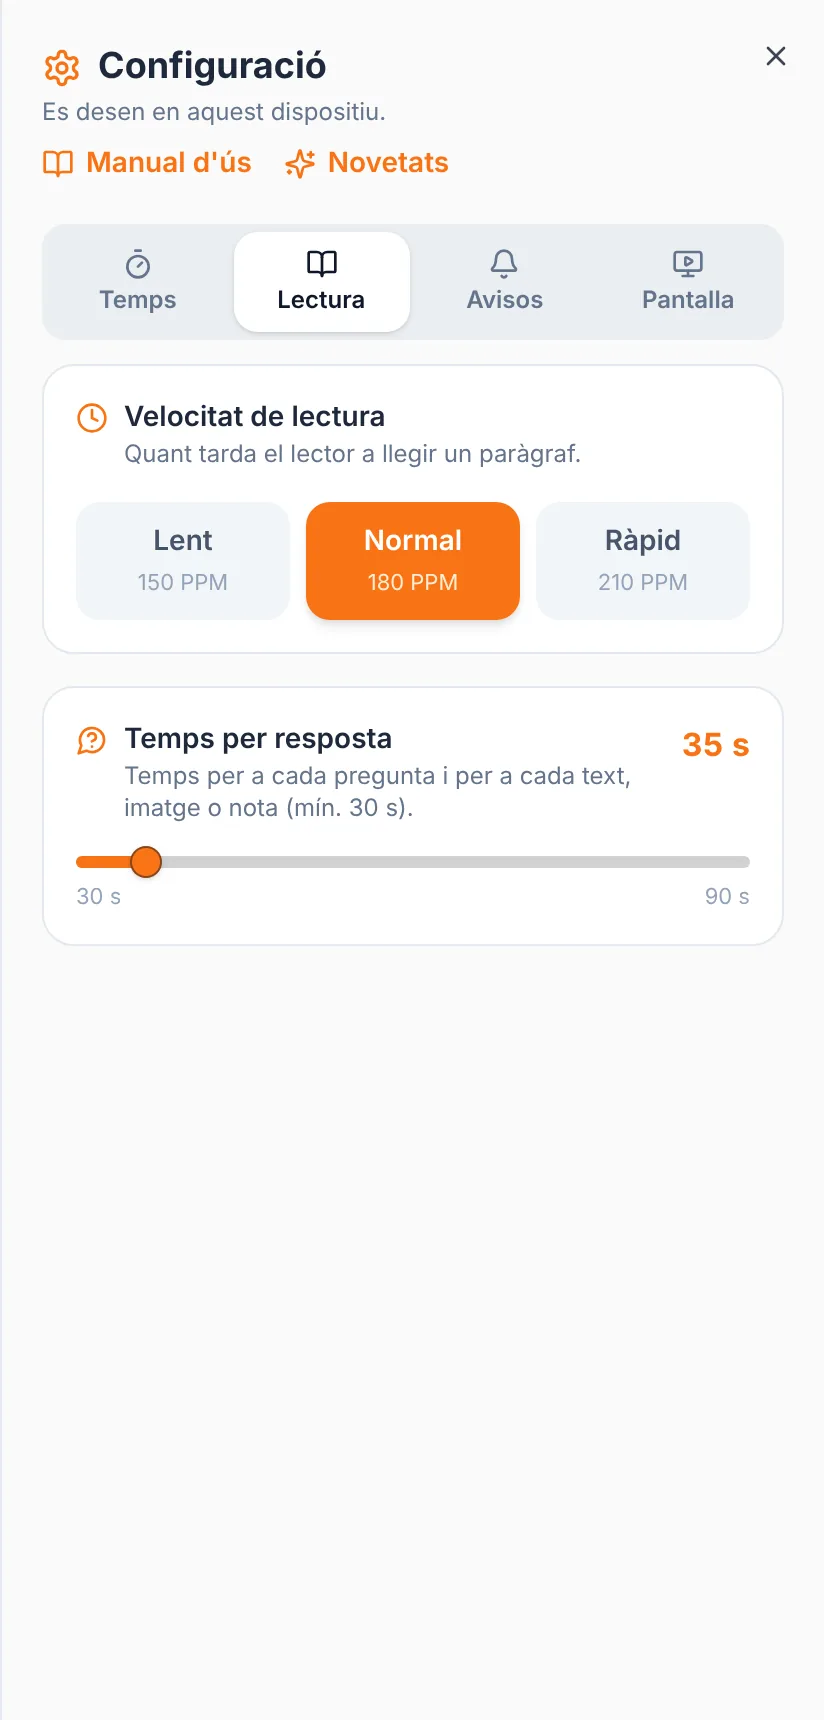 Configuració
Es desen en aquest dispositiu.
Manual d'ús
Novetats
Temps
Lectura
Avisos
Pantalla
Velocitat de lectura
Quant tarda el lector a llegir un paràgraf.
Lent
150 PPM
Normal
180 PPM
Ràpid
210 PPM
Temps per resposta
35 s
Temps per a cada pregunta i per a cada text,
imatge o nota (mín. 30 s).
30 s
90 s